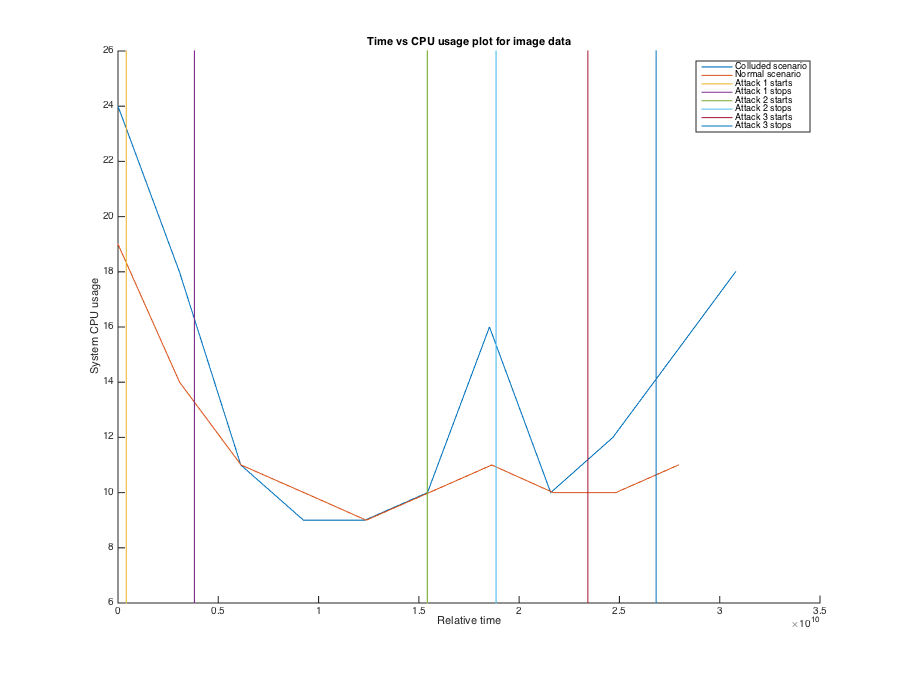 Time vs CPU usage plot for image data
26
24
22
20
18
16
14
12
10
8
6
System CPU usage
Colluded scenario
Normal scenario
Attack 1 starts
Attack 1 stops
Attack 2 starts
Attack 2 stops
Attack 3 starts
Attack 3 stops
0 0.5 1 1.5 2 2.5 3 3.5
Relative time
×10^10